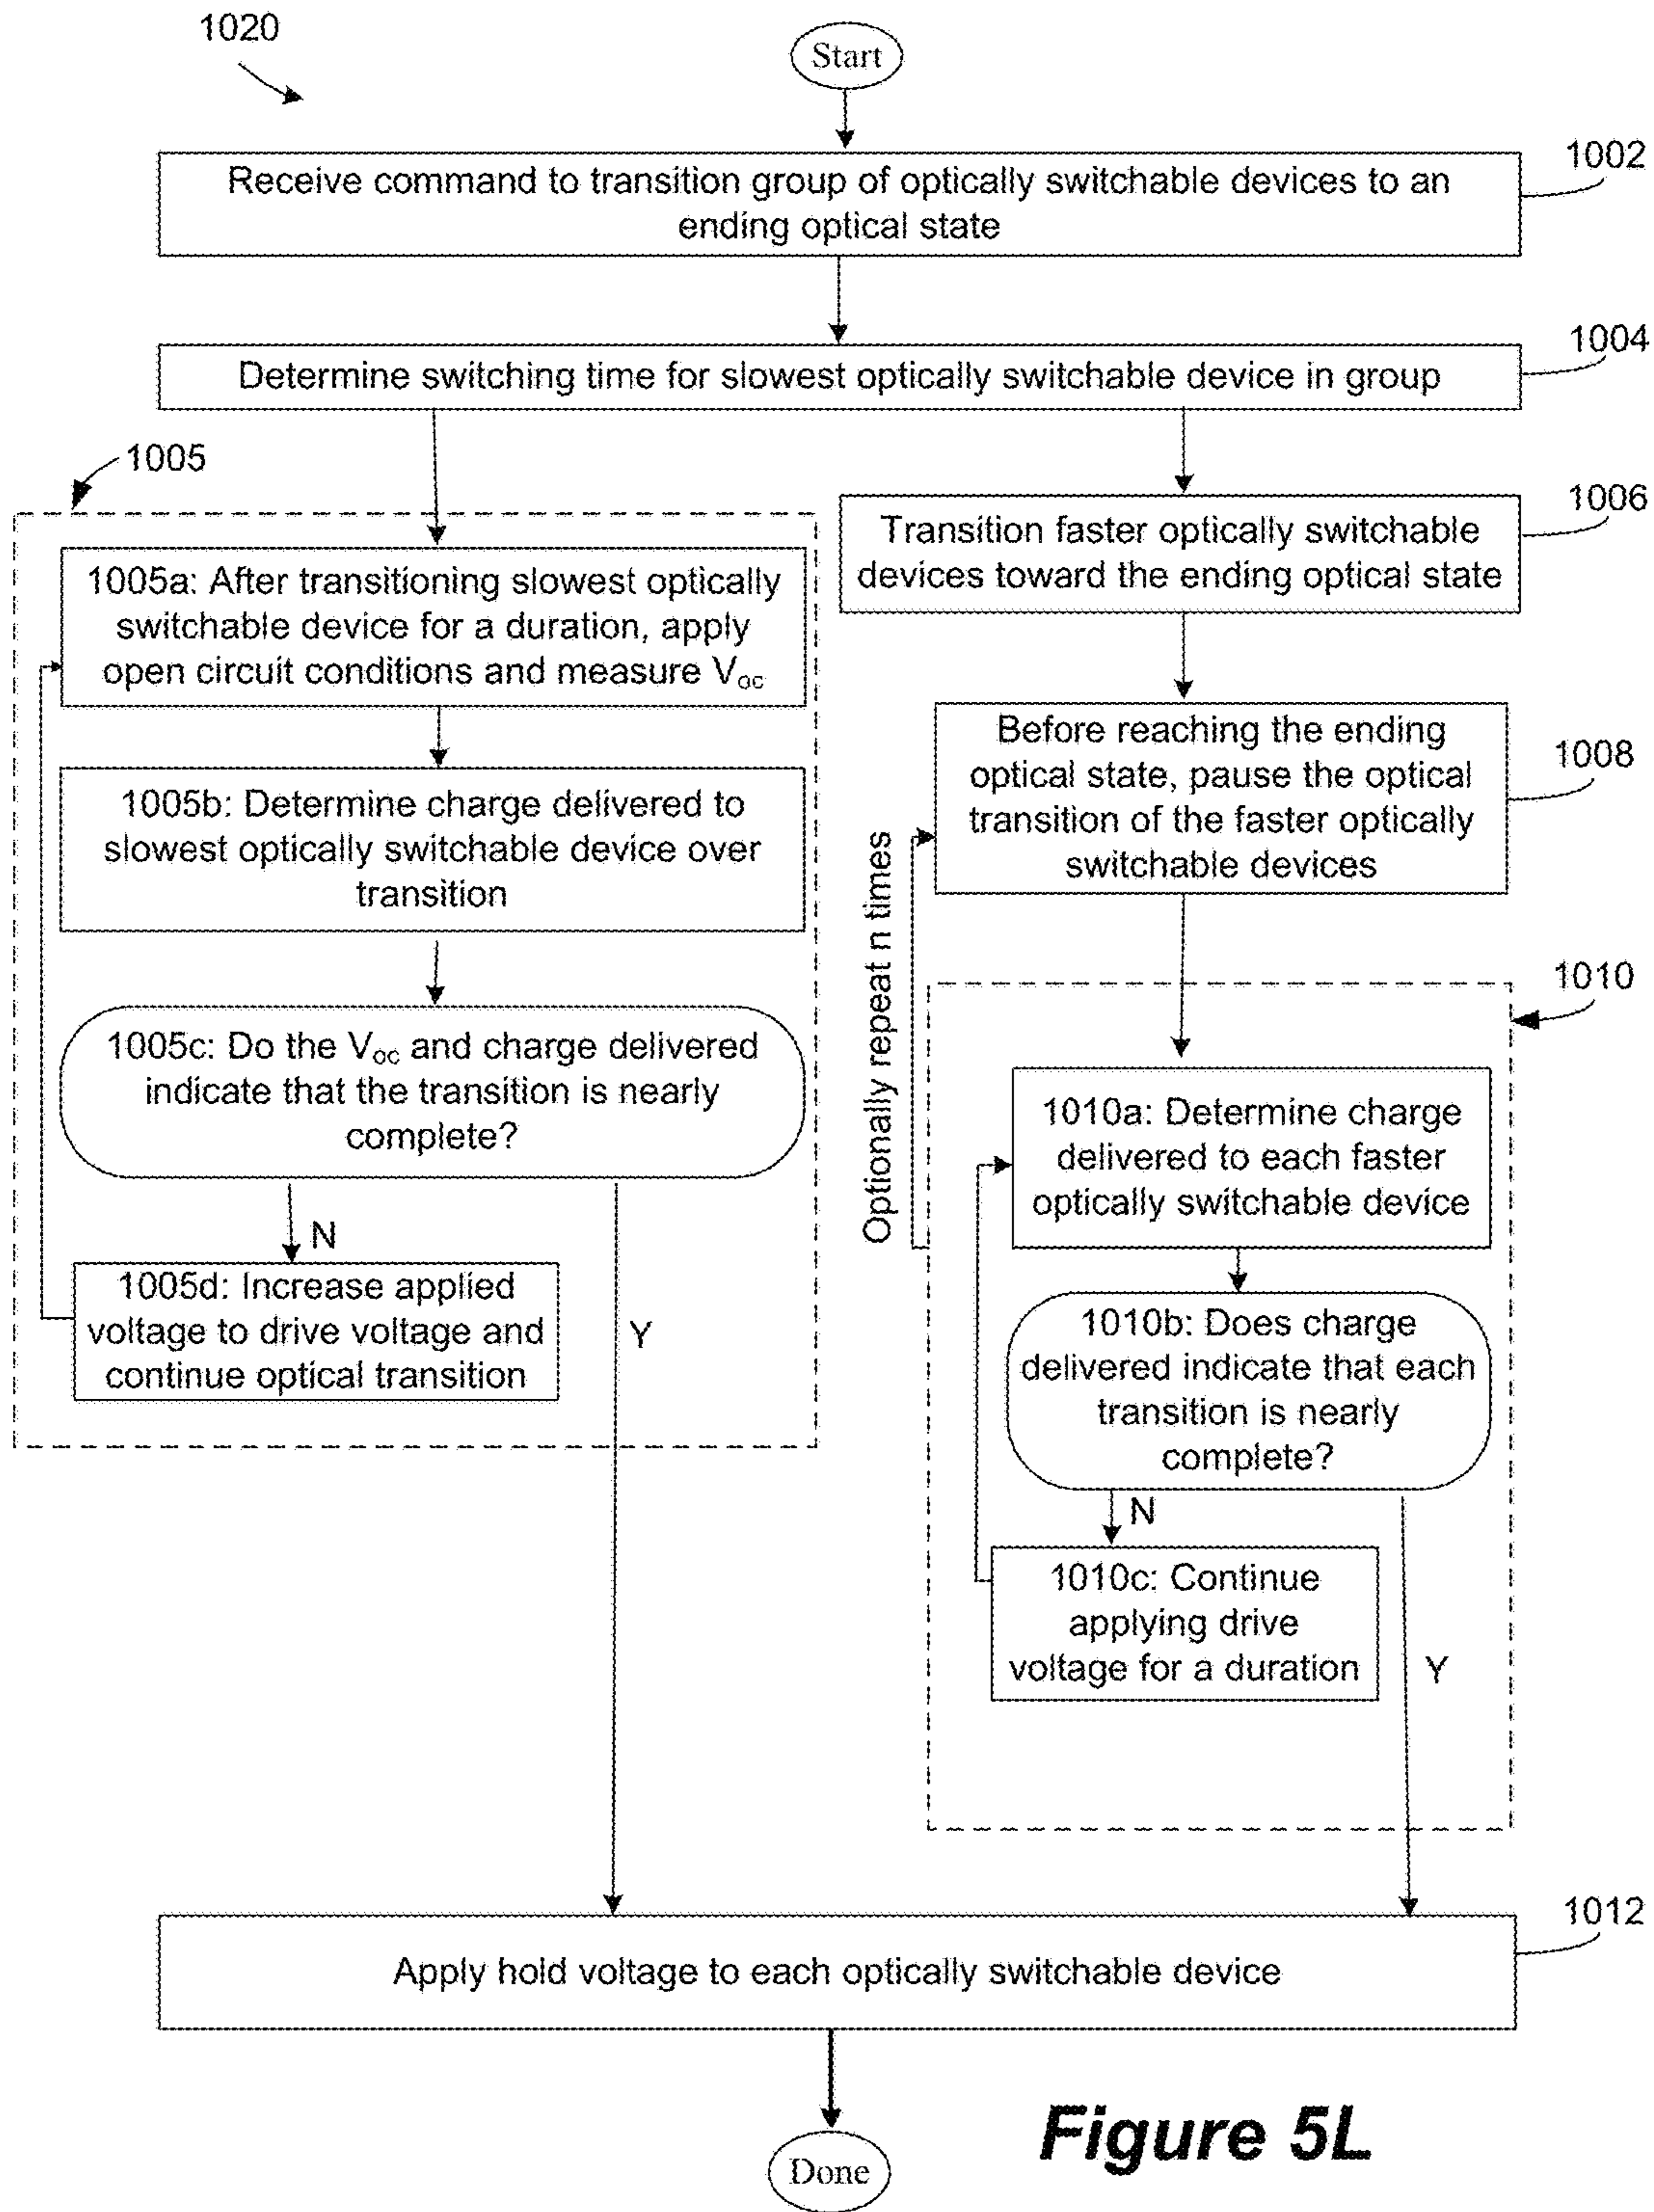 1020
Start
1002
Receive command to transition group of optically switchable devices to an
ending optical state
1004
Determine switching time for slowest optically switchable device in group
1005
1005a: After transitioning slowest optically
switchable device for a duration, apply
open circuit conditions and measure Voc
1005b: Determine charge delivered to
slowest optically switchable device over
transition
1005c: Do the Voc and charge delivered
indicate that the transition is nearly
complete?
N
1005d: Increase applied
voltage to drive voltage and
continue optical transition
Y
1006
Transition faster optically switchable
devices toward the ending optical state
1008
Before reaching the ending
optical state, pause the optical
transition of the faster optically
switchable devices
Optionally repeat n times
1010
1010a: Determine charge
delivered to each faster
optically switchable device
1010b: Does charge
delivered indicate that each
transition is nearly
complete?
N
1010c: Continue
applying drive
voltage for a duration
Y
1012
Apply hold voltage to each optically switchable device
Done
Figure 5L